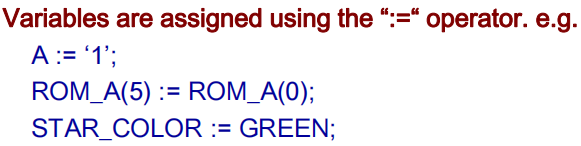 Variables are assigned using the “:=“ operator. e.g.
A := ‘1’;
ROM_A(5) := ROM_A(0);
STAR_COLOR := GREEN;